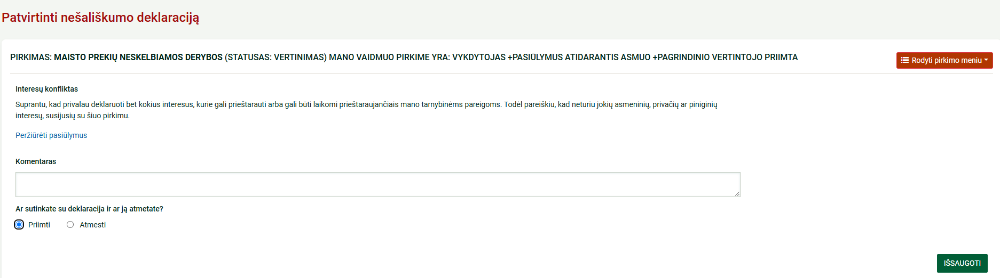 Patvirtinti nešališkumo deklaraciją
PIRKIMAS: MAISTO PREKIŲ NESKELBIAMOS DERYBOS (STATUSAS: VERTINIMAS) MANO VAIDMUO PIRKIME YRA: VYKDYTOJAS +PASIŪLYMUS ATIDARANTIS ASMUO +PAGRINDINIO VERTINTOJO PRIIMTA
Rodyti pirkimo meniu
Interesų konfliktas
Suprantu, kad privalau deklaruoti bet kokius interesus, kurie gali prieštarauti arba gali būti laikomi prieštaraujančiais mano tarnybinėms pareigoms. Todėl pareiškiu, kad neturiu jokių asmeninių, privačių ar piniginių
interesų, susijusių su šiuo pirkimu.
Peržiūrėti pasiūlymus
Komentaras
Ar sutinkate su deklaracija ir ar ją atmetate?
Priimti Atmesti
IŠSAUGOTI